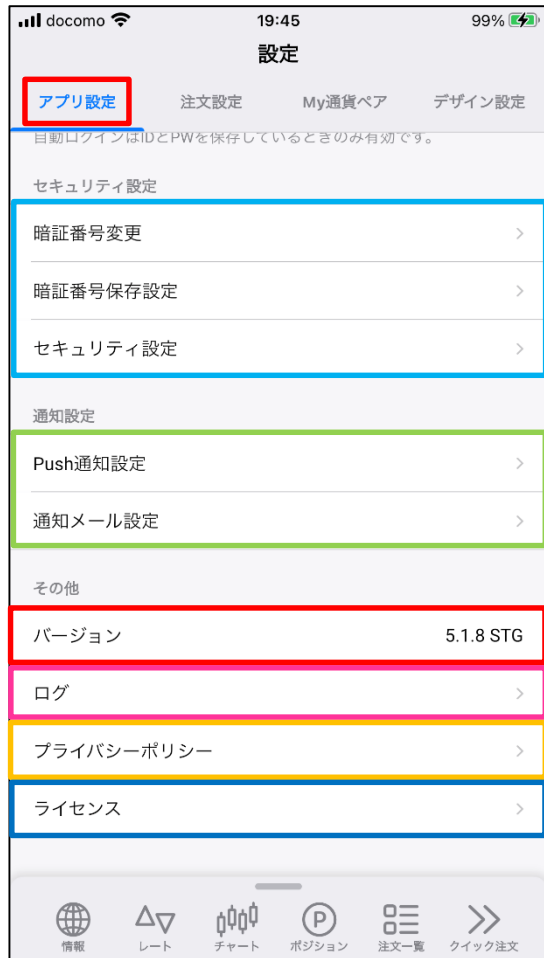 docomo 19:45 99%
設定
アプリ設定 注文設定 My通貨ペア デザイン設定
自動ログインはIDとPWを保存しているときのみ有効です。
セキュリティ設定
暗証番号変更
暗証番号保存設定
セキュリティ設定
通知設定
Push通知設定
通知メール設定
その他
バージョン 5.1.8 STG
ログ
プライバシーポリシー
ライセンス
情報 レート チャート ポジション 注文一覧 クイック注文